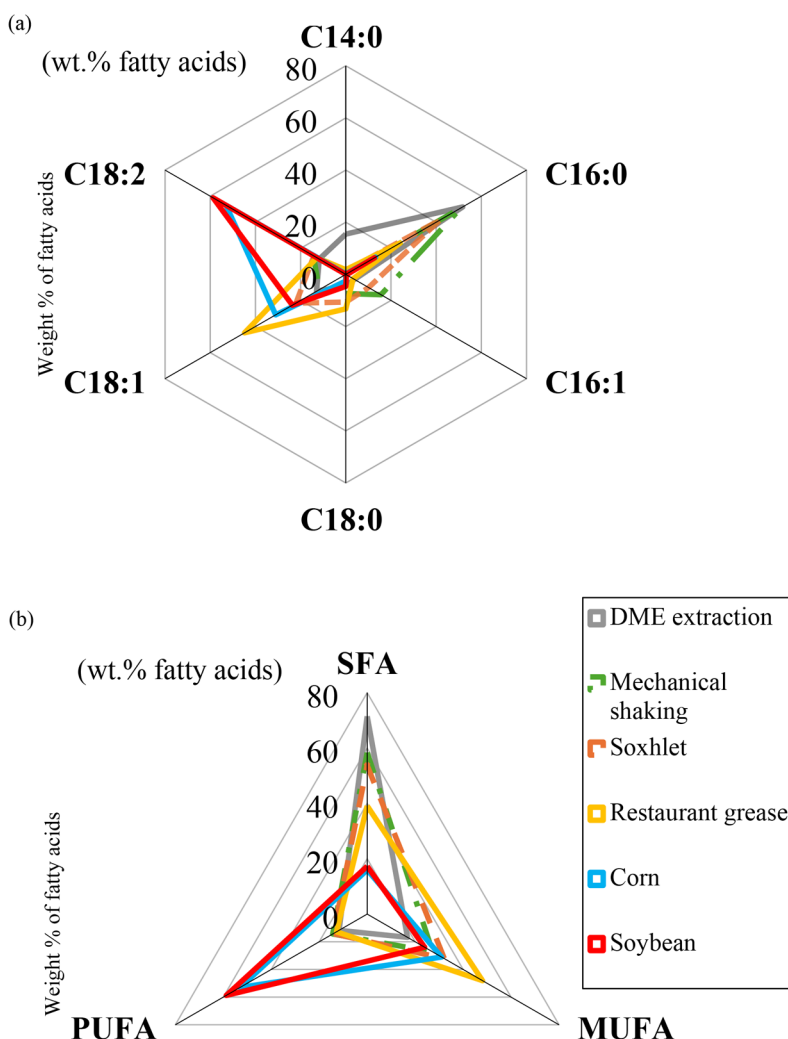 (a)
C14:0
(wt.% fatty acids)
80
60
40
20
0
C16:0
C16:1
C18:0
C18:1
C18:2
Weight % of fatty acids
(b)
(wt.% fatty acids)
SFA
80
60
40
20
0
PUFA
MUFA
Weight % of fatty acids
DME extraction
Mechanical
shaking
Soxhlet
Restaurant grease
Corn
Soybean